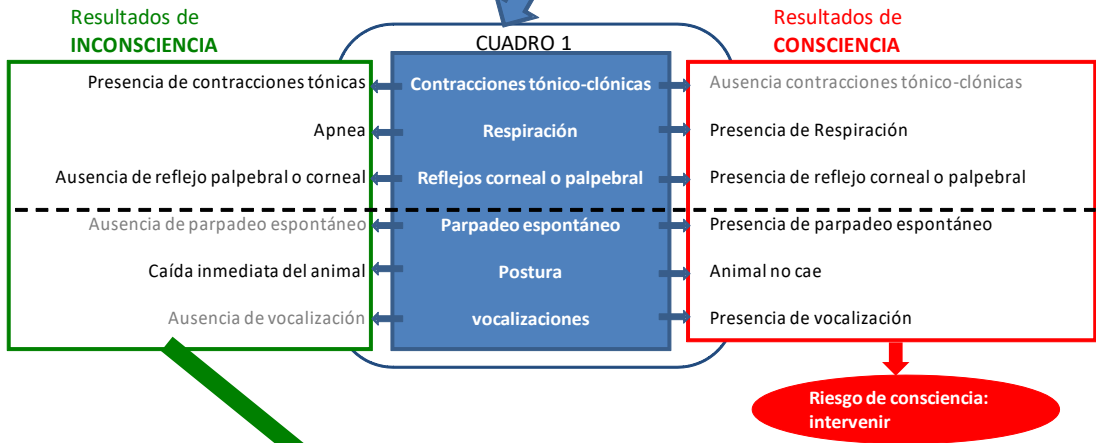 Resultados de
INCONSCIENCIA
CUADRO 1
Resultados de
CONSCIENCIA
Presencia de contracciones tónicas
Contracciones tónico-clónicas
Ausencia contracciones tónico-clónicas
Apnea
Respiración
Presencia de Respiración
Ausencia de reflejo palpebral o corneal
Reflejos corneal o palpebral
Presencia de reflejo corneal o palpebral
Ausencia de parpadeo espontáneo
Parpadeo espontáneo
Presencia de parpadeo espontáneo
Caída inmediata del animal
Postura
Animal no cae
Ausencia de vocalización
vocalizaciones
Presencia de vocalización
Riesgo de consciencia:
intervenir